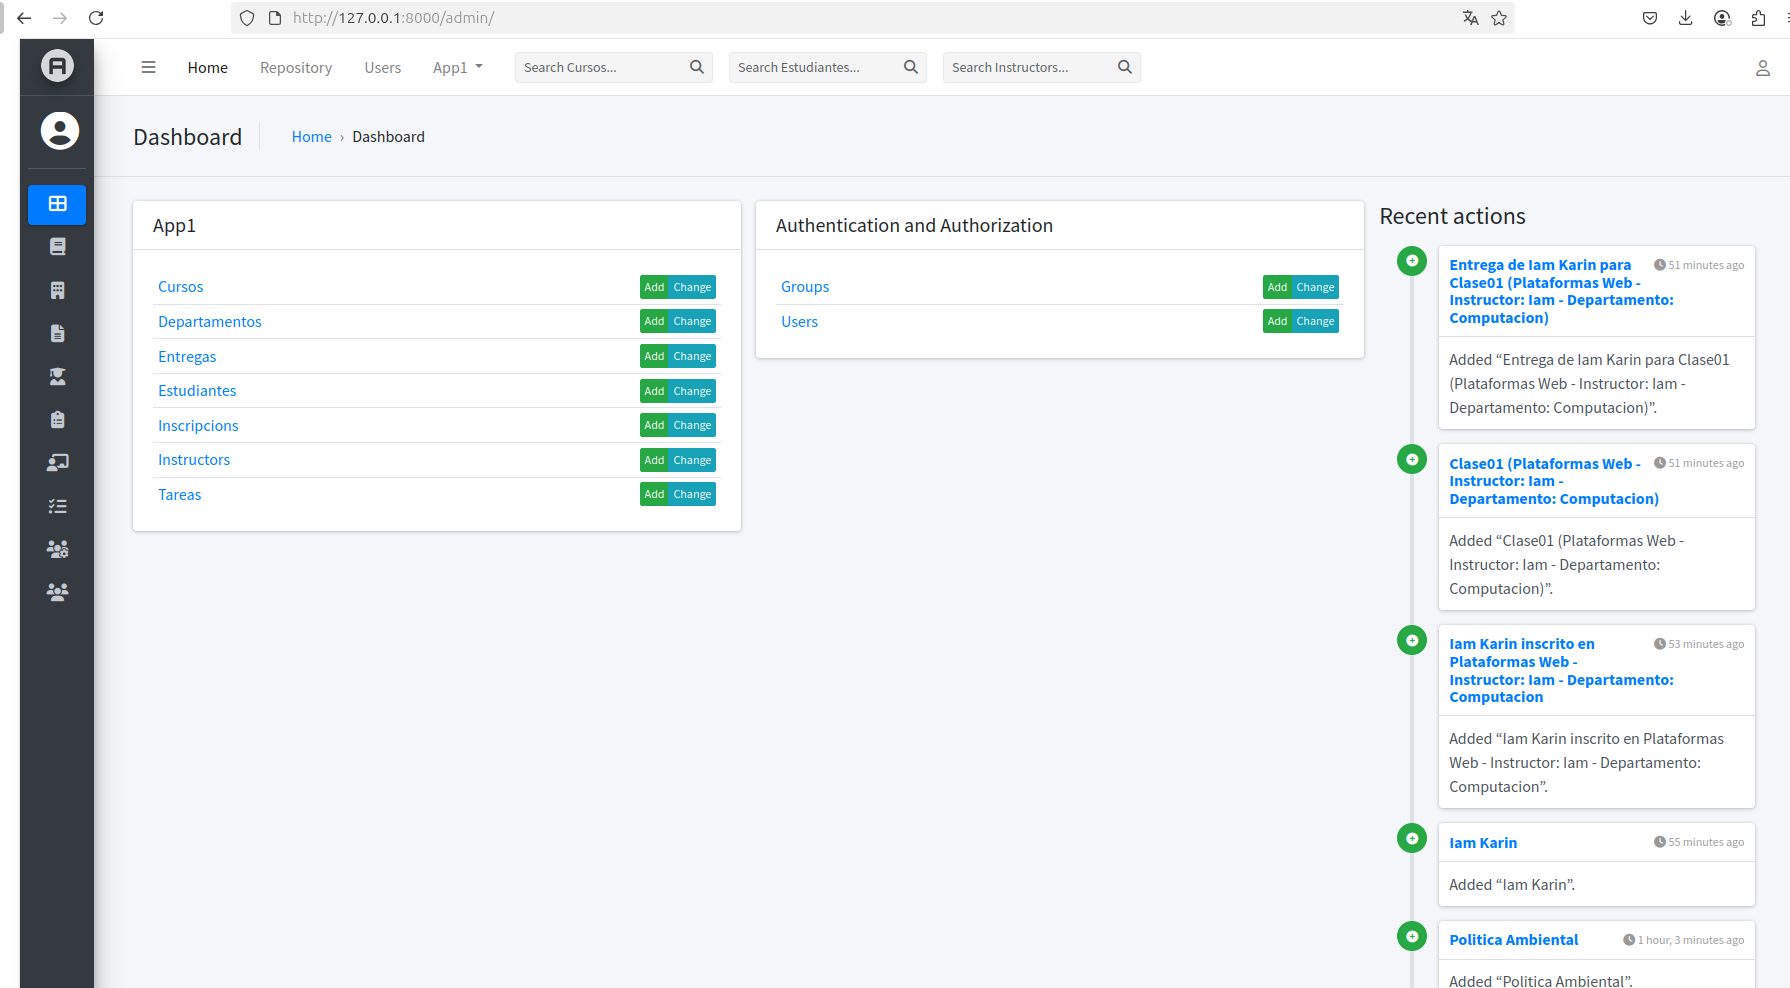 http://127.0.0.1:8000/admin/
Home Repository Users App1 Search Cursos... Search Estudiantes... Search Instructors...
Dashboard Home › Dashboard
App1
Cursos Add Change
Departamentos Add Change
Entregas Add Change
Estudiantes Add Change
Inscripcions Add Change
Instructors Add Change
Tareas Add Change
Authentication and Authorization
Groups Add Change
Users Add Change
Recent actions
Entrega de Iam Karin para 51 minutes ago
Clase01 (Plataformas Web -
Instructor: Iam - Departamento:
Computacion)
Added “Entrega de Iam Karin para Clase01
(Plataformas Web - Instructor: Iam -
Departamento: Computacion)”.
Clase01 (Plataformas Web - 51 minutes ago
Instructor: Iam -
Departamento: Computacion)
Added “Clase01 (Plataformas Web -
Instructor: Iam - Departamento:
Computacion)”.
Iam Karin inscrito en 53 minutes ago
Plataformas Web -
Instructor: Iam - Departamento:
Computacion
Added “Iam Karin inscrito en Plataformas
Web - Instructor: Iam - Departamento:
Computacion”.
Iam Karin 55 minutes ago
Added “Iam Karin”.
Politica Ambiental 1 hour, 3 minutes ago
Added “Politica Ambiental”.